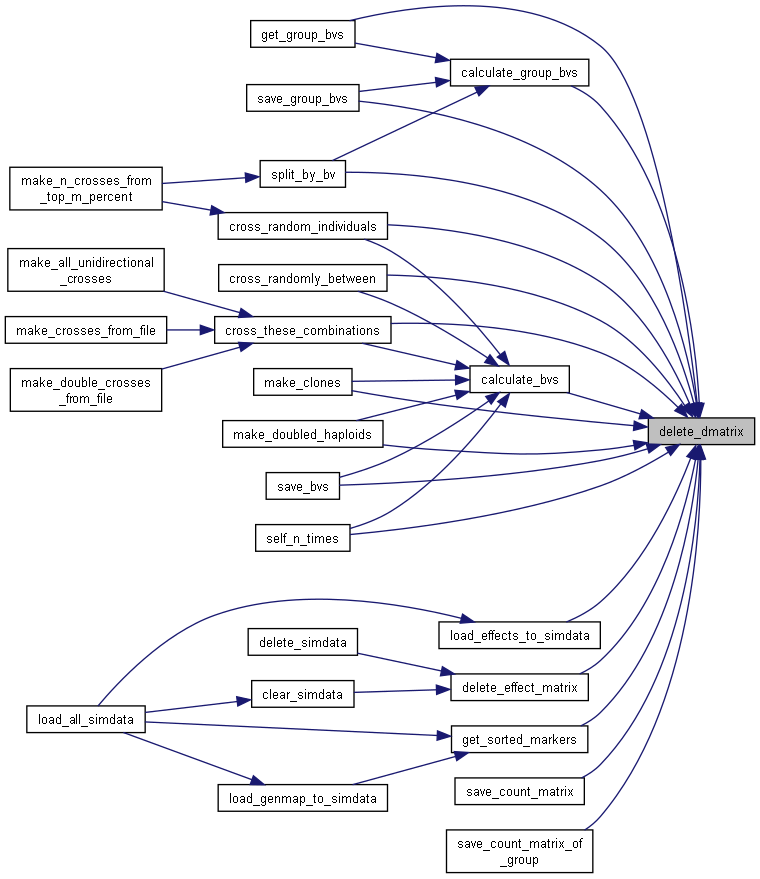 get_group_bvs
calculate_group_bvs
save_group_bvs
split_by_bv
make_n_crosses_from
_top_m_percent
cross_random_individuals
make_all_unidirectional
_crosses
cross_randomly_between
make_crosses_from_file
cross_these_combinations
make_double_crosses
_from_file
make_clones
calculate_bvs
make_doubled_haploids
delete_dmatrix
save_bvs
self_n_times
load_effects_to_simdata
delete_simdata
delete_effect_matrix
clear_simdata
load_all_simdata
get_sorted_markers
load_genmap_to_simdata
save_count_matrix
save_count_matrix_of
_group